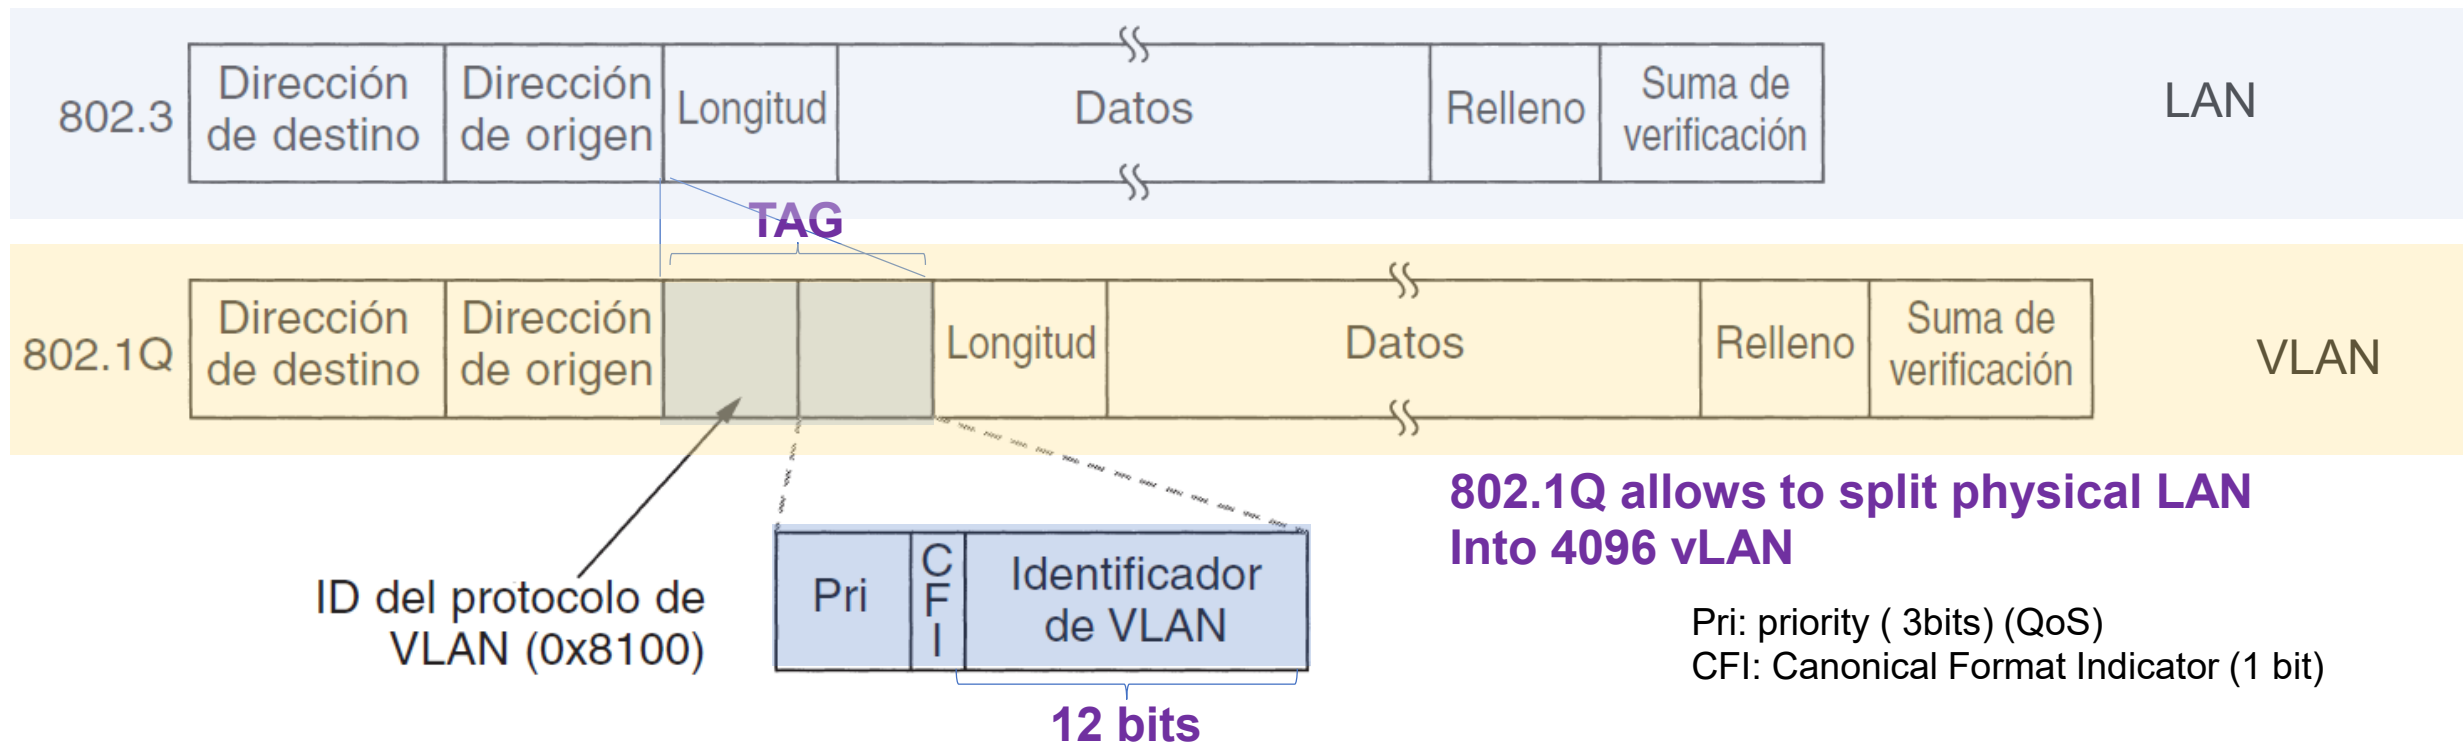 802.3
Dirección
de destino
Dirección
de origen
Longitud
Datos
Relleno
Suma de
verificación
LAN
TAG
802.1Q
Dirección
de destino
Dirección
de origen
Longitud
Datos
Relleno
Suma de
verificación
VLAN
ID del protocolo de
VLAN (0x8100)
Pri
C
F
I
Identificador
de VLAN
12 bits
802.1Q allows to split physical LAN
Into 4096 vLAN
Pri: priority ( 3bits) (QoS)
CFI: Canonical Format Indicator (1 bit)